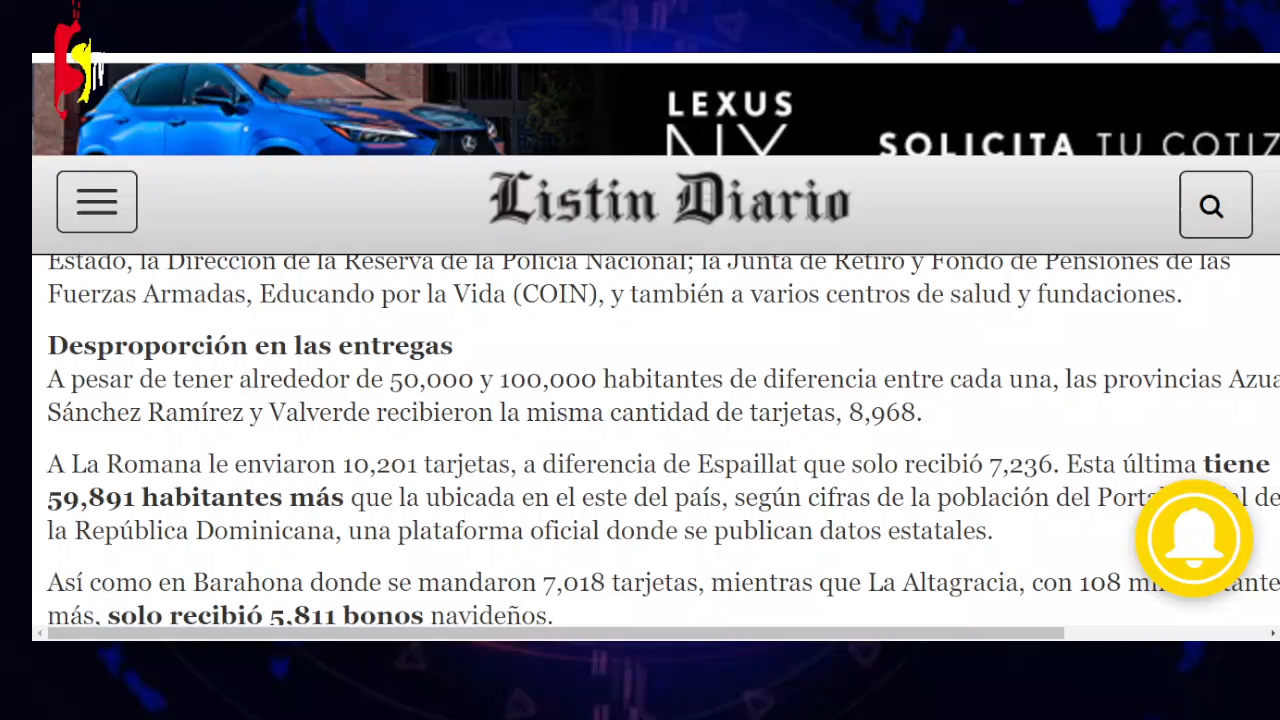 LEXUS
NX
SOLICITA TU COTIZ
Listin Diario
Estado, la Dirección de la Reserva de la Policía Nacional; la Junta de Retiro y Fondo de Pensiones de las
Fuerzas Armadas, Educando por la Vida (COIN), y también a varios centros de salud y fundaciones.
Desproporción en las entregas
A pesar de tener alrededor de 50,000 y 100,000 habitantes de diferencia entre cada una, las provincias Azua
Sánchez Ramírez y Valverde recibieron la misma cantidad de tarjetas, 8,968.
A La Romana le enviaron 10,201 tarjetas, a diferencia de Espaillat que solo recibió 7,236. Esta última tiene
59,891 habitantes más que la ubicada en el este del país, según cifras de la población del de
la República Dominicana, una plataforma oficial donde se publican datos estatales.
Así como en Barahona donde se mandaron 7,018 tarjetas, mientras que La Altagracia, con 108
más, solo recibió 5,811 bonos navideños.